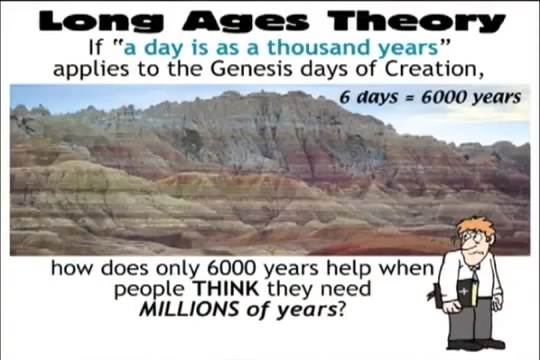 Long Ages Theory
If "a day is as a thousand years"
applies to the Genesis days of Creation,
6 days = 6000 years
how does only 6000 years help when
people THINK they need
MILLIONS of years?